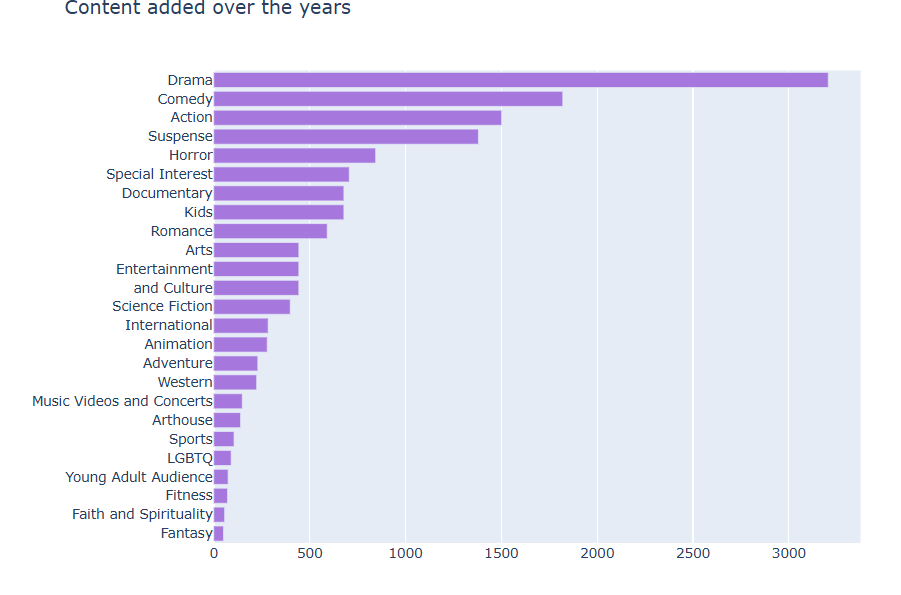 Content added over the years
Drama
Comedy
Action
Suspense
Horror
Special Interest
Documentary
Kids
Romance
Arts
Entertainment
and Culture
Science Fiction
International
Animation
Adventure
Western
Music Videos and Concerts
Arthouse
Sports
LGBTQ
Young Adult Audience
Fitness
Faith and Spirituality
Fantasy
0 500 1000 1500 2000 2500 3000